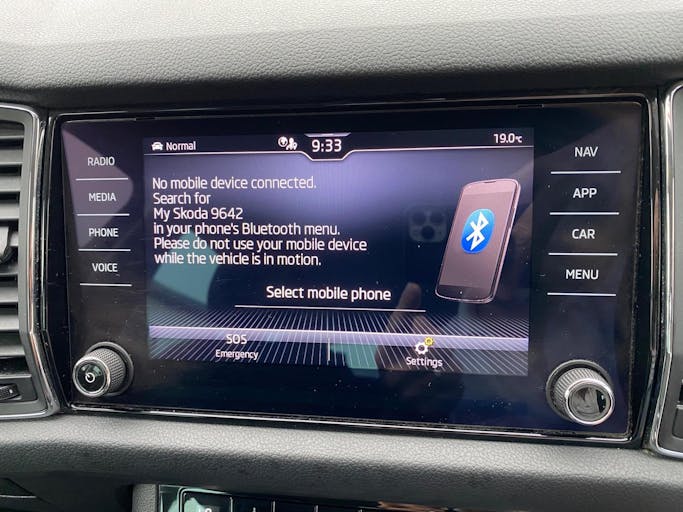 Normal
9:33
19.0°C
RADIO
MEDIA
PHONE
VOICE
No mobile device connected.
Search for
My Skoda 9642
in your phone's Bluetooth menu.
Please do not use your mobile device
while the vehicle is in motion.
Select mobile phone
SOS
Emergency
Settings
NAV
APP
CAR
MENU